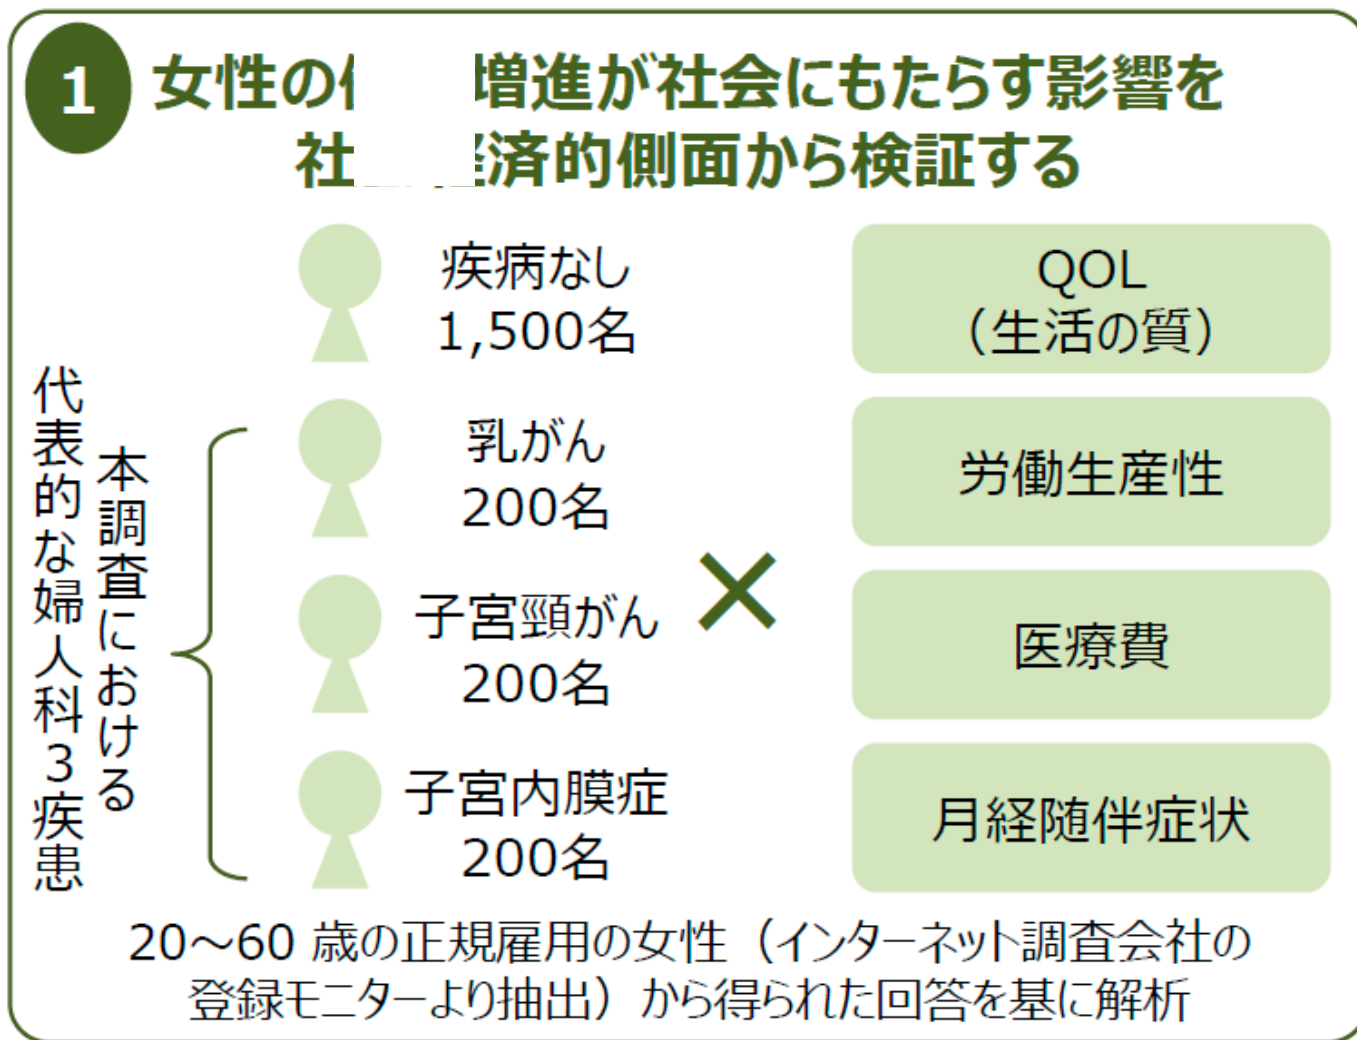 1
女性の 増進が社会にもたらす影響を
社 経済的側面から検証する
疾病なし
1,500名
乳がん
200名
子宮頸がん
200名
子宮内膜症
200名
本調査における
代表的な婦人科3疾患
×
QOL
（生活の質）
労働生産性
医療費
月経随伴症状
20～60 歳の正規雇用の女性（インターネット調査会社の
登録モニターより抽出）から得られた回答を基に解析